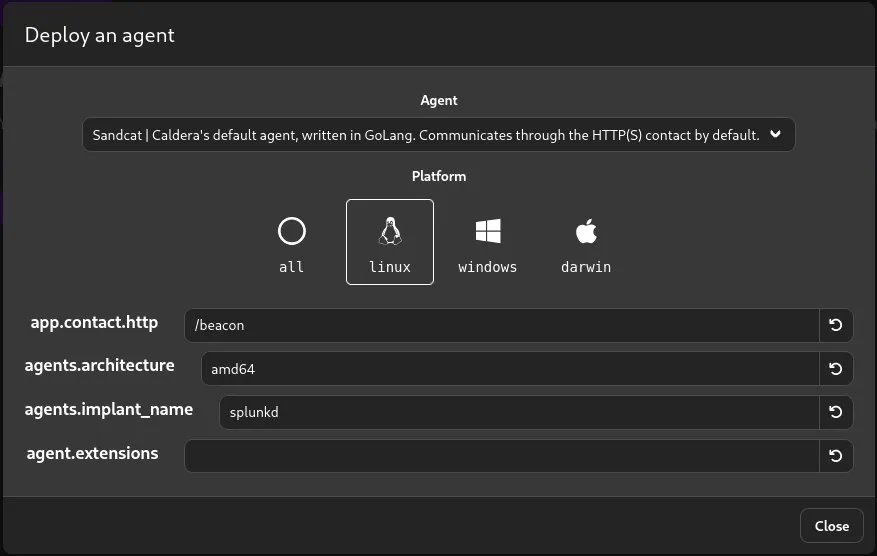 Deploy an agent
Agent
Sandcat | Caldera's default agent, written in GoLang. Communicates through the HTTP(S) contact by default.
Platform
all linux windows darwin
app.contact.http /beacon
agents.architecture amd64
agents.implant_name splunkd
agent.extensions
Close